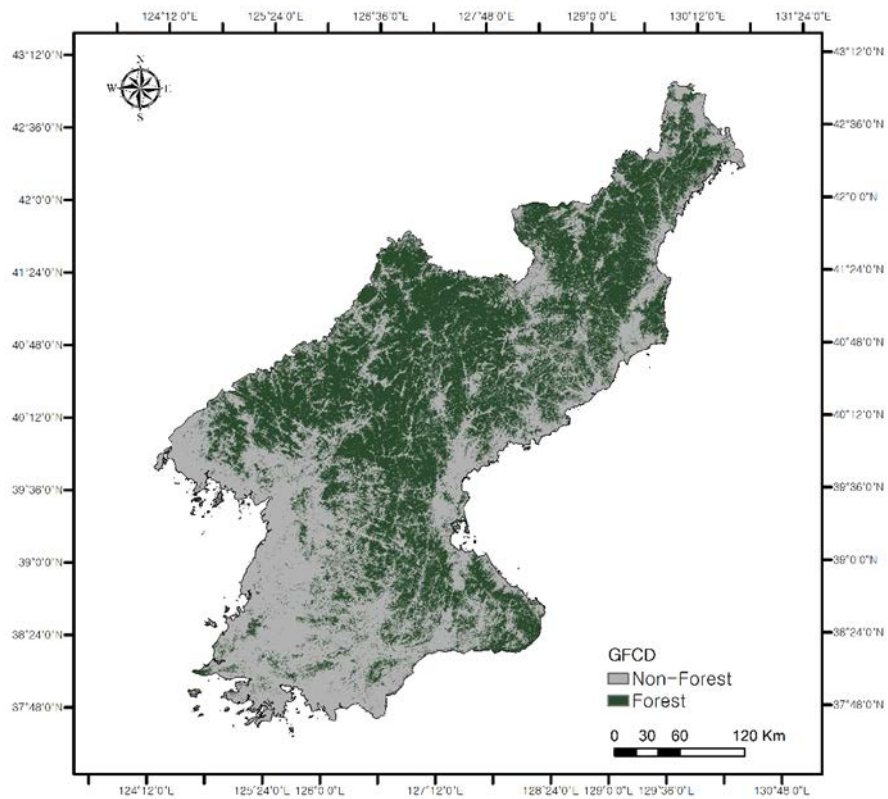 124°12'0"L 125°24'0"L 126°36'0"L 127°48'0"L 129°0'0"L 130°12'0"L 131°24'0"L
43°12'0"N 43°12'0"N
N
W E
S
42°36'0"N 42°36'0"N
42°0'0"N 42°0'0"N
41°24'0"N 41°24'0"N
40°48'0"N 40°48'0"N
40°12'0"N 40°12'0"N
39°36'0"N 39°36'0"N
39°0'0"N 39°0'0"N
38°24'0"N 38°24'0"N
GFCD
Non-Forest
Forest
37°48'0"N 37°48'0"N
0 30 60 120 Km
124°12'0"L 125°24'0"L 126°0'0"L 127°12'0"L 128°24'0"L 129°0'0"L 129°36'0"L 130°48'0"L